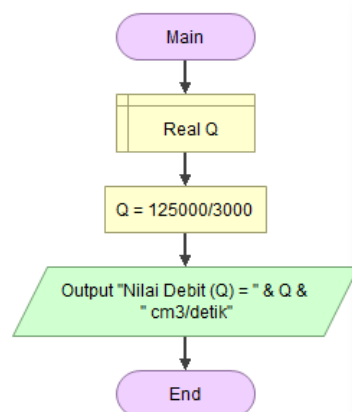 Main
Real Q
Q = 125000/3000
Output "Nilai Debit (Q) = " & Q &
" cm3/detik"
End